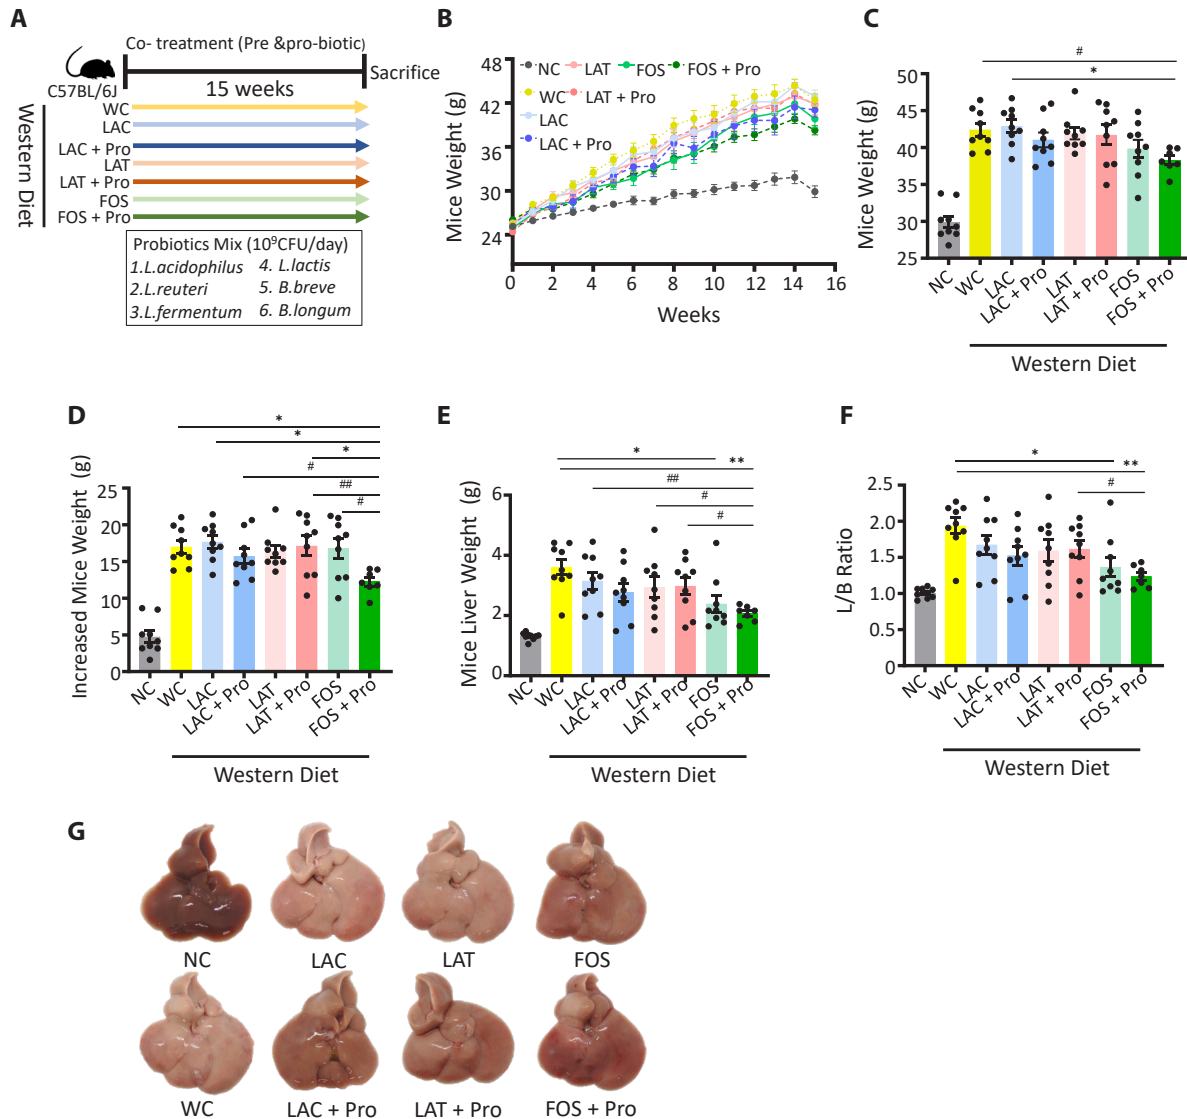 A
Co- treatment (Pre &pro-biotic)
C57BL/6J
15 weeks
Sacrifice
Western Diet
WC
LAC
LAC + Pro
LAT
LAT + Pro
FOS
FOS + Pro
Probiotics Mix (10⁹CFU/day)
1.L.acidophilus 4. L.lactis
2.L.reuteri 5. B.breve
3.L.fermentum 6. B.longum
B
Mice Weight (g)
48
42
36
30
24
NC LAT FOS FOS + Pro
WC LAT + Pro
LAC
LAC + Pro
0 2 4 6 8 10 12 14 16
Weeks
C
Mice Weight (g)
50
45
40
35
30
25
#
*
NC WC LAC LAC + Pro LAT LAT + Pro FOS FOS + Pro
Western Diet
D
Increased Mice Weight (g)
25
20
15
10
5
0
*
*
*
#
##
#
NC WC LAC LAC + Pro LAT LAT + Pro FOS FOS + Pro
Western Diet
E
Mice Liver Weight (g)
6
4
2
0
*
**
##
#
#
NC WC LAC LAC + Pro LAT LAT + Pro FOS FOS + Pro
Western Diet
F
L/B Ratio
2.5
2.0
1.5
1.0
0.5
0
*
**
#
NC WC LAC LAC + Pro LAT LAT + Pro FOS FOS + Pro
Western Diet
G
NC LAC LAT FOS
WC LAC + Pro LAT + Pro FOS + Pro